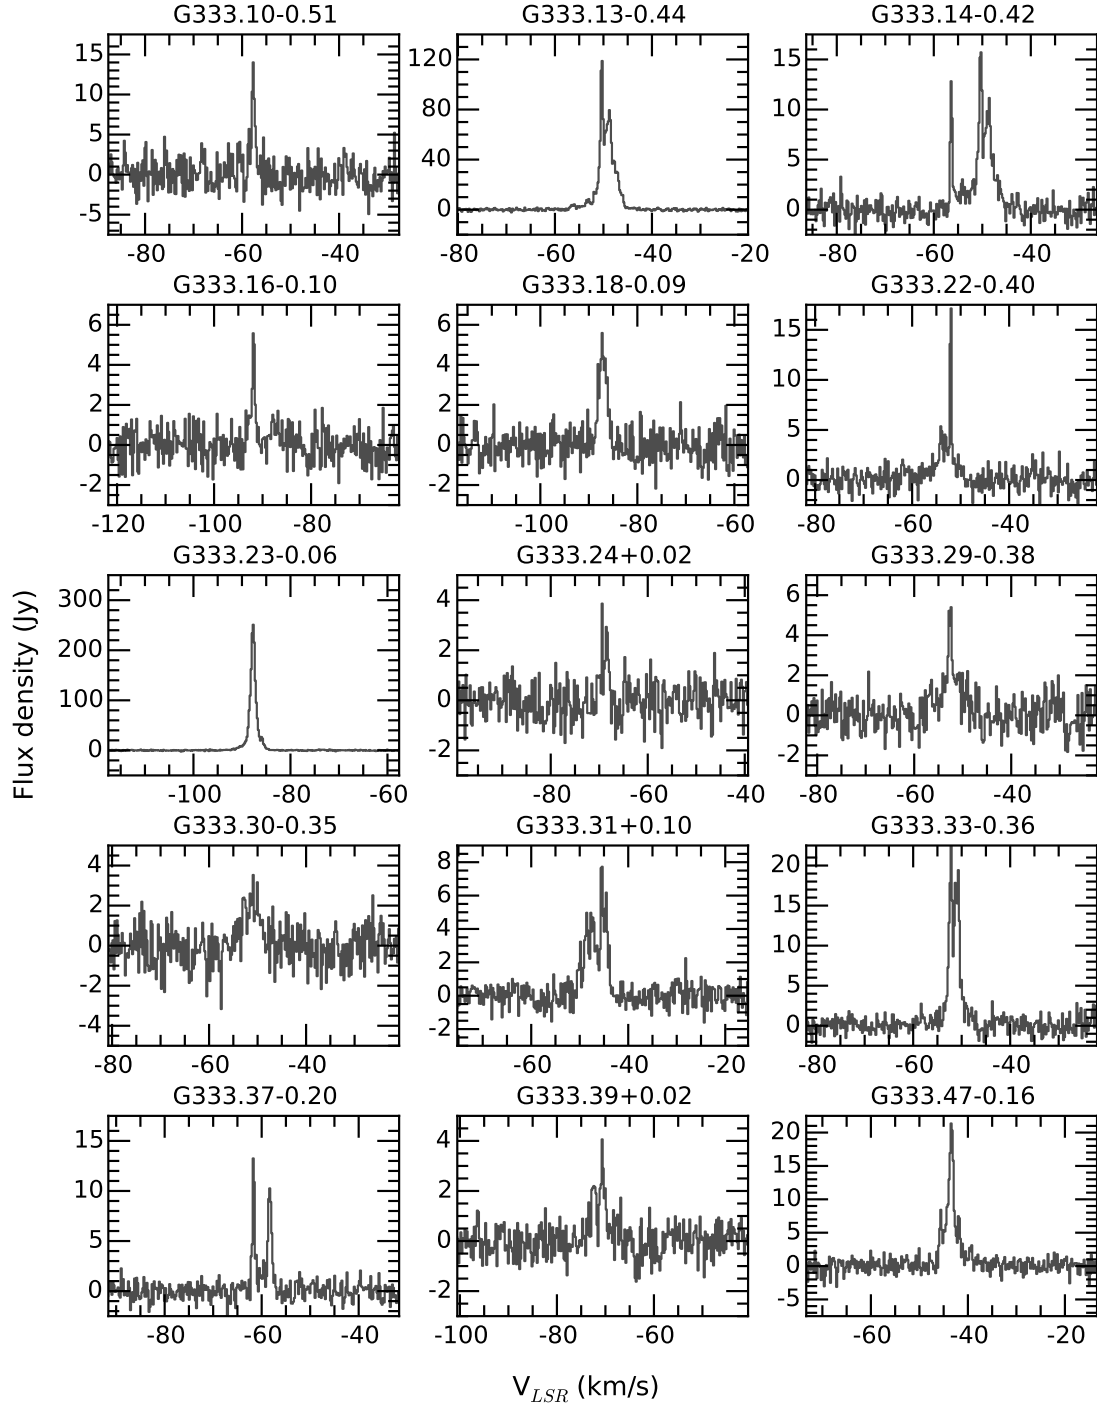 G333.10-0.51 G333.13-0.44 G333.14-0.42
15 10 5 0 -5 120 80 40 0 15 10 5 0
-80 -60 -40 -80 -60 -40 -20 -80 -60 -40
G333.16-0.10 G333.18-0.09 G333.22-0.40
6 4 2 0 -2 6 4 2 0 -2 15 10 5 0
-120 -100 -80 -100 -80 -60 -80 -60 -40
G333.23-0.06 G333.24+0.02 G333.29-0.38
Flux density (Jy)
300 200 100 0 4 2 0 -2 6 4 2 0 -2
-100 -80 -60 -80 -60 -40 -80 -60 -40
G333.30-0.35 G333.31+0.10 G333.33-0.36
4 2 0 -2 -4 8 6 4 2 0 -2 20 10 0
-80 -60 -40 -60 -40 -20 -80 -60 -40
G333.37-0.20 G333.39+0.02 G333.47-0.16
15 10 5 0 4 2 0 -2 20 15 10 5 0 -5
-80 -60 -40 -100 -80 -60 -60 -40 -20
V_LSR (km/s)